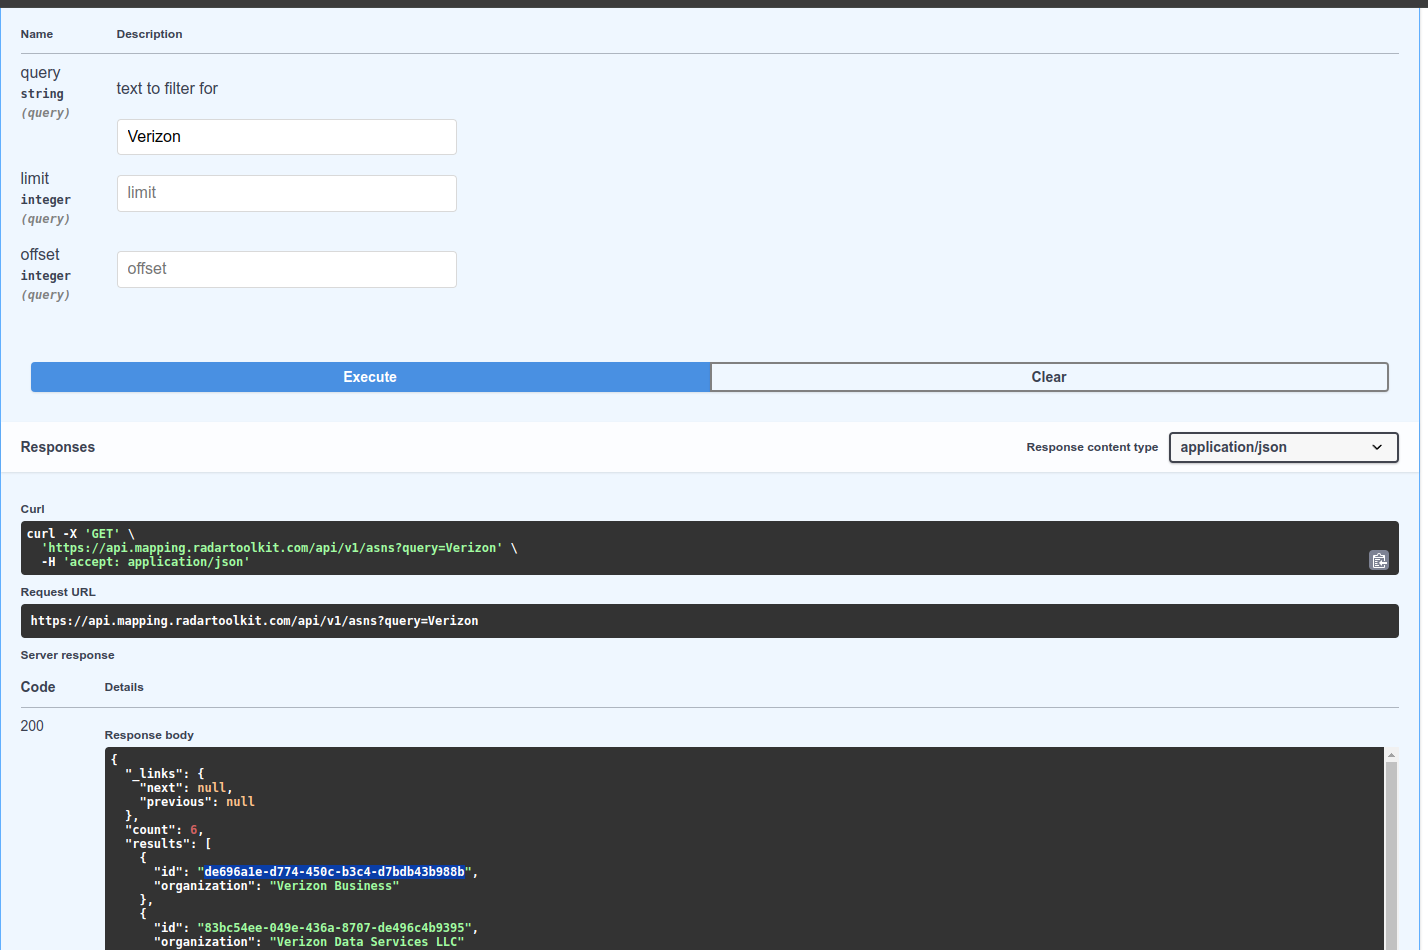 Name Description
query
string
(query)
text to filter for
Verizon
limit
integer
(query)
limit
offset
integer
(query)
offset
Execute Clear
Responses Response content type application/json
Curl
curl -X 'GET' \
'https://api.mapping.radartoolkit.com/api/v1/asns?query=Verizon' \
-H 'accept: application/json'
Request URL
https://api.mapping.radartoolkit.com/api/v1/asns?query=Verizon
Server response
Code Details
200
Response body
{
"_links": {
"next": null,
"previous": null
},
"count": 6,
"results": [
{
"id": "de696a1e-d774-450c-b3c4-d7bdb43b988b",
"organization": "Verizon Business"
},
{
"id": "83bc54ee-049e-436a-8707-de496c4b9395",
"organization": "Verizon Data Services LLC"